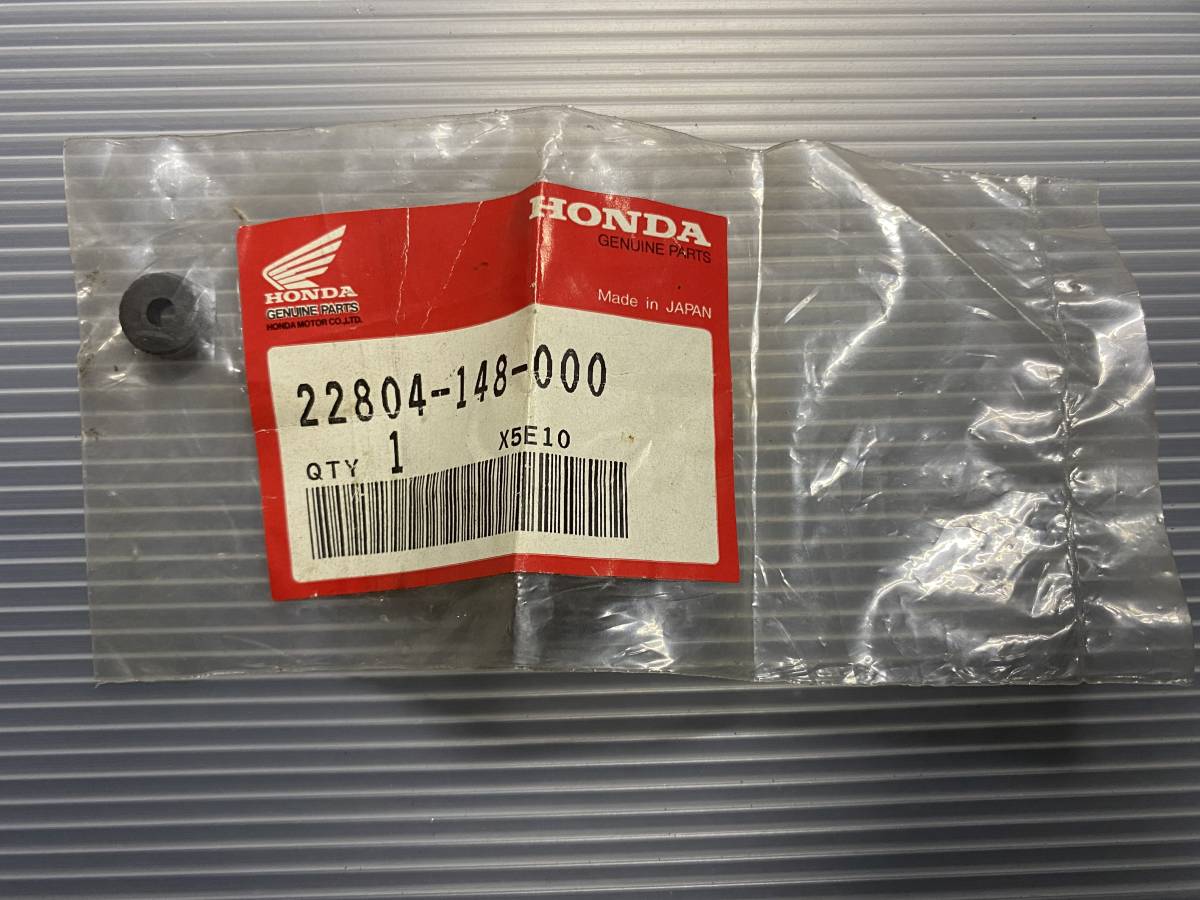 HONDA
GENUINE PARTS
HONDA MOTOR CO.,LTD.
HONDA
GENUINE PARTS
Made in JAPAN
22804-148-000
QTY 1 X5E10